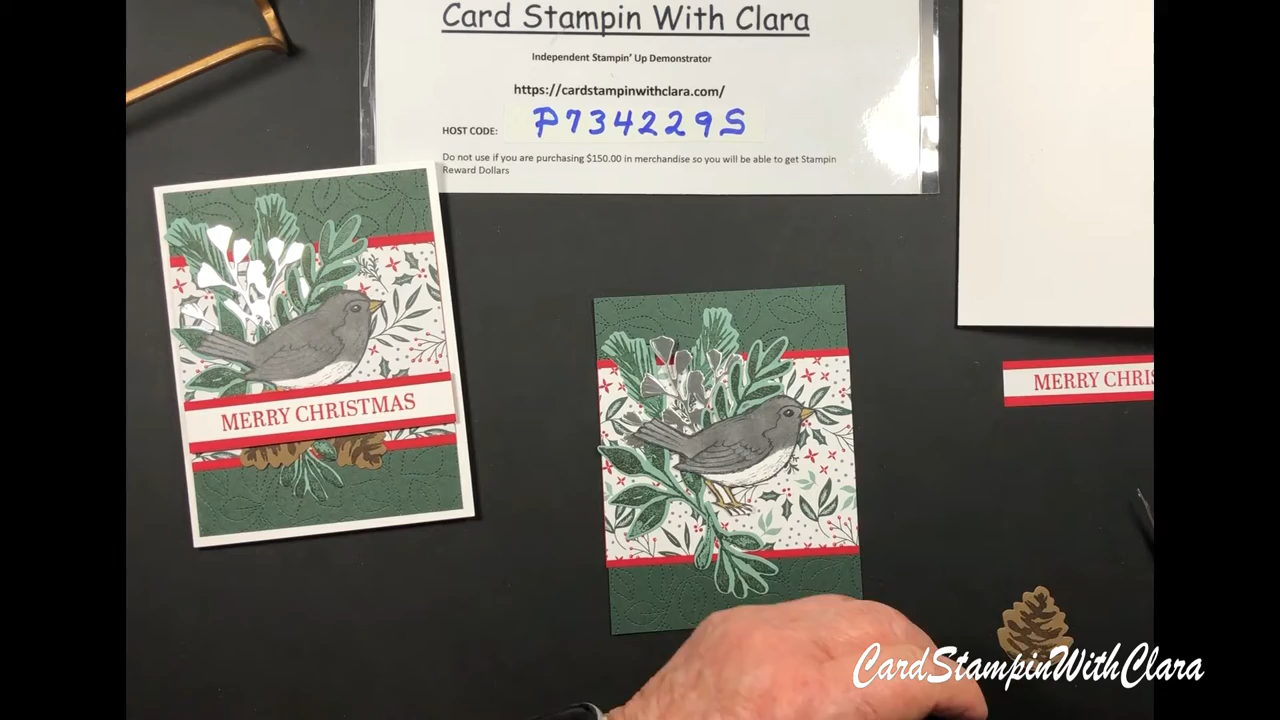 Card Stampin With Clara
Independent Stampin' Up Demonstrator
https://cardstampinwithclara.com/
HOST CODE: P734229S
Do not use if you are purchasing $150.00 in merchandise so you will be able to get Stampin
Reward Dollars
MERRY CHRIS
MERRY CHRISTMAS
CardStampinWithClara